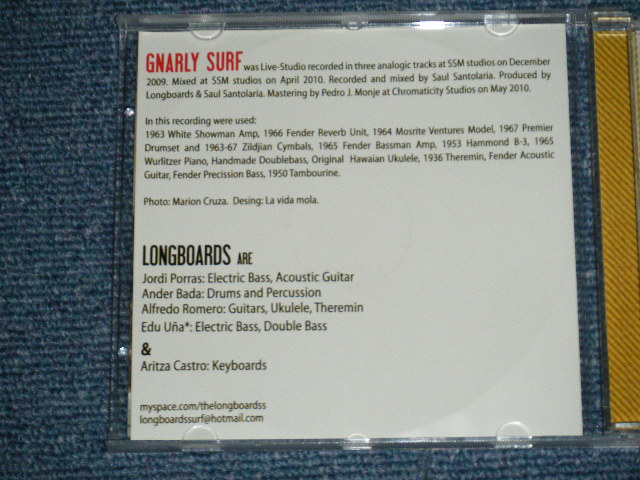 GNARLY SURF was Live-Studio recorded in three analogic tracks at SSM studios on December
2009. Mixed at SSM studios on April 2010. Recorded and mixed by Saul Santolaria. Produced by
Longboards & Saul Santolaria. Mastering by Pedro J. Monje at Chromaticity Studios on May 2010.
In this recording were used:
1963 White Showman Amp, 1966 Fender Reverb Unit, 1964 Mosrite Ventures Model, 1967 Premier
Drumset and 1963-67 Zildjian Cymbals, 1965 Fender Bassman Amp, 1953 Hammond B-3, 1965
Wurlitzer Piano, Handmade Doublebass, Original Hawaian Ukulele, 1936 Theremin, Fender Acoustic
Guitar, Fender Precission Bass, 1950 Tambourine.
Photo: Marion Cruza. Desing: La vida mola.
LONGBOARDS ARE
Jordi Porras: Electric Bass, Acoustic Guitar
Ander Bada: Drums and Percussion
Alfredo Romero: Guitars, Ukulele, Theremin
Edu Uña*: Electric Bass, Double Bass
&
Aritza Castro: Keyboards
myspace.com/thelongboardss
longboardssurf@hotmail.com